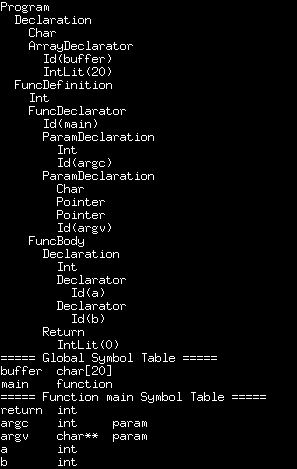 Program
  Declaration
    Char
    ArrayDeclarator
      Id(buffer)
      IntLit(20)
  FuncDefinition
    Int
    FuncDeclarator
      Id(main)
      ParamDeclaration
        Int
        Id(argc)
      ParamDeclaration
        Char
        Pointer
        Pointer
        Id(argv)
    FuncBody
      Declaration
        Int
        Declarator
          Id(a)
        Declarator
          Id(b)
      Return
        IntLit(0)
===== Global Symbol Table =====
buffer  char[20]
main    function
===== Function main Symbol Table =====
return  int
argc    int     param
argv    char**  param
a       int
b       int